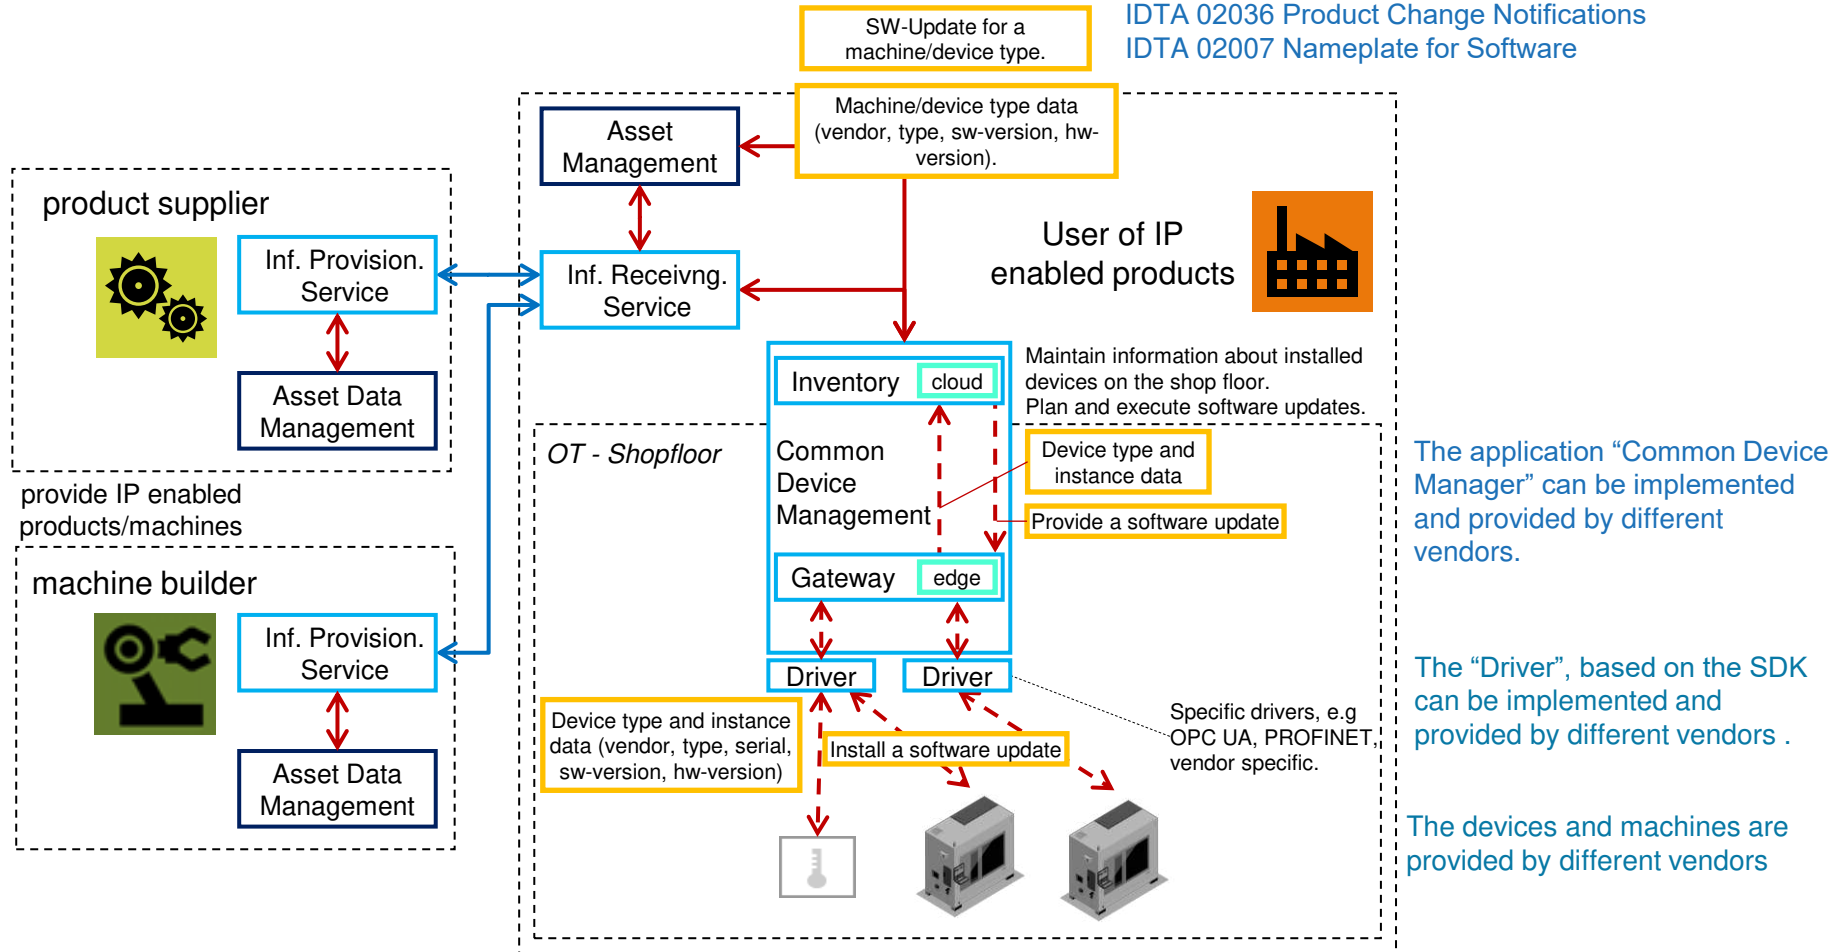 IDTA 02036 Product Change Notifications
IDTA 02007 Nameplate for Software
SW-Update for a
machine/device type.
Machine/device type data
(vendor, type, sw-version, hw-
version).
Asset
Management
product supplier
Inf. Provision.
Service
Asset Data
Management
Inf. Receivng.
Service
User of IP
enabled products
Inventory
cloud
Maintain information about installed
devices on the shop floor.
Plan and execute software updates.
OT - Shopfloor
Common
Device
Management
Device type and
instance data
Provide a software update
Gateway
edge
provide IP enabled
products/machines
machine builder
Inf. Provision.
Service
Asset Data
Management
Driver
Driver
Device type and instance
data (vendor, type, serial,
sw-version, hw-version)
Install a software update
Specific drivers, e.g
OPC UA, PROFINET,
vendor specific.
The application “Common Device
Manager” can be implemented
and provided by different
vendors.
The “Driver”, based on the SDK
can be implemented and
provided by different vendors .
The devices and machines are
provided by different vendors